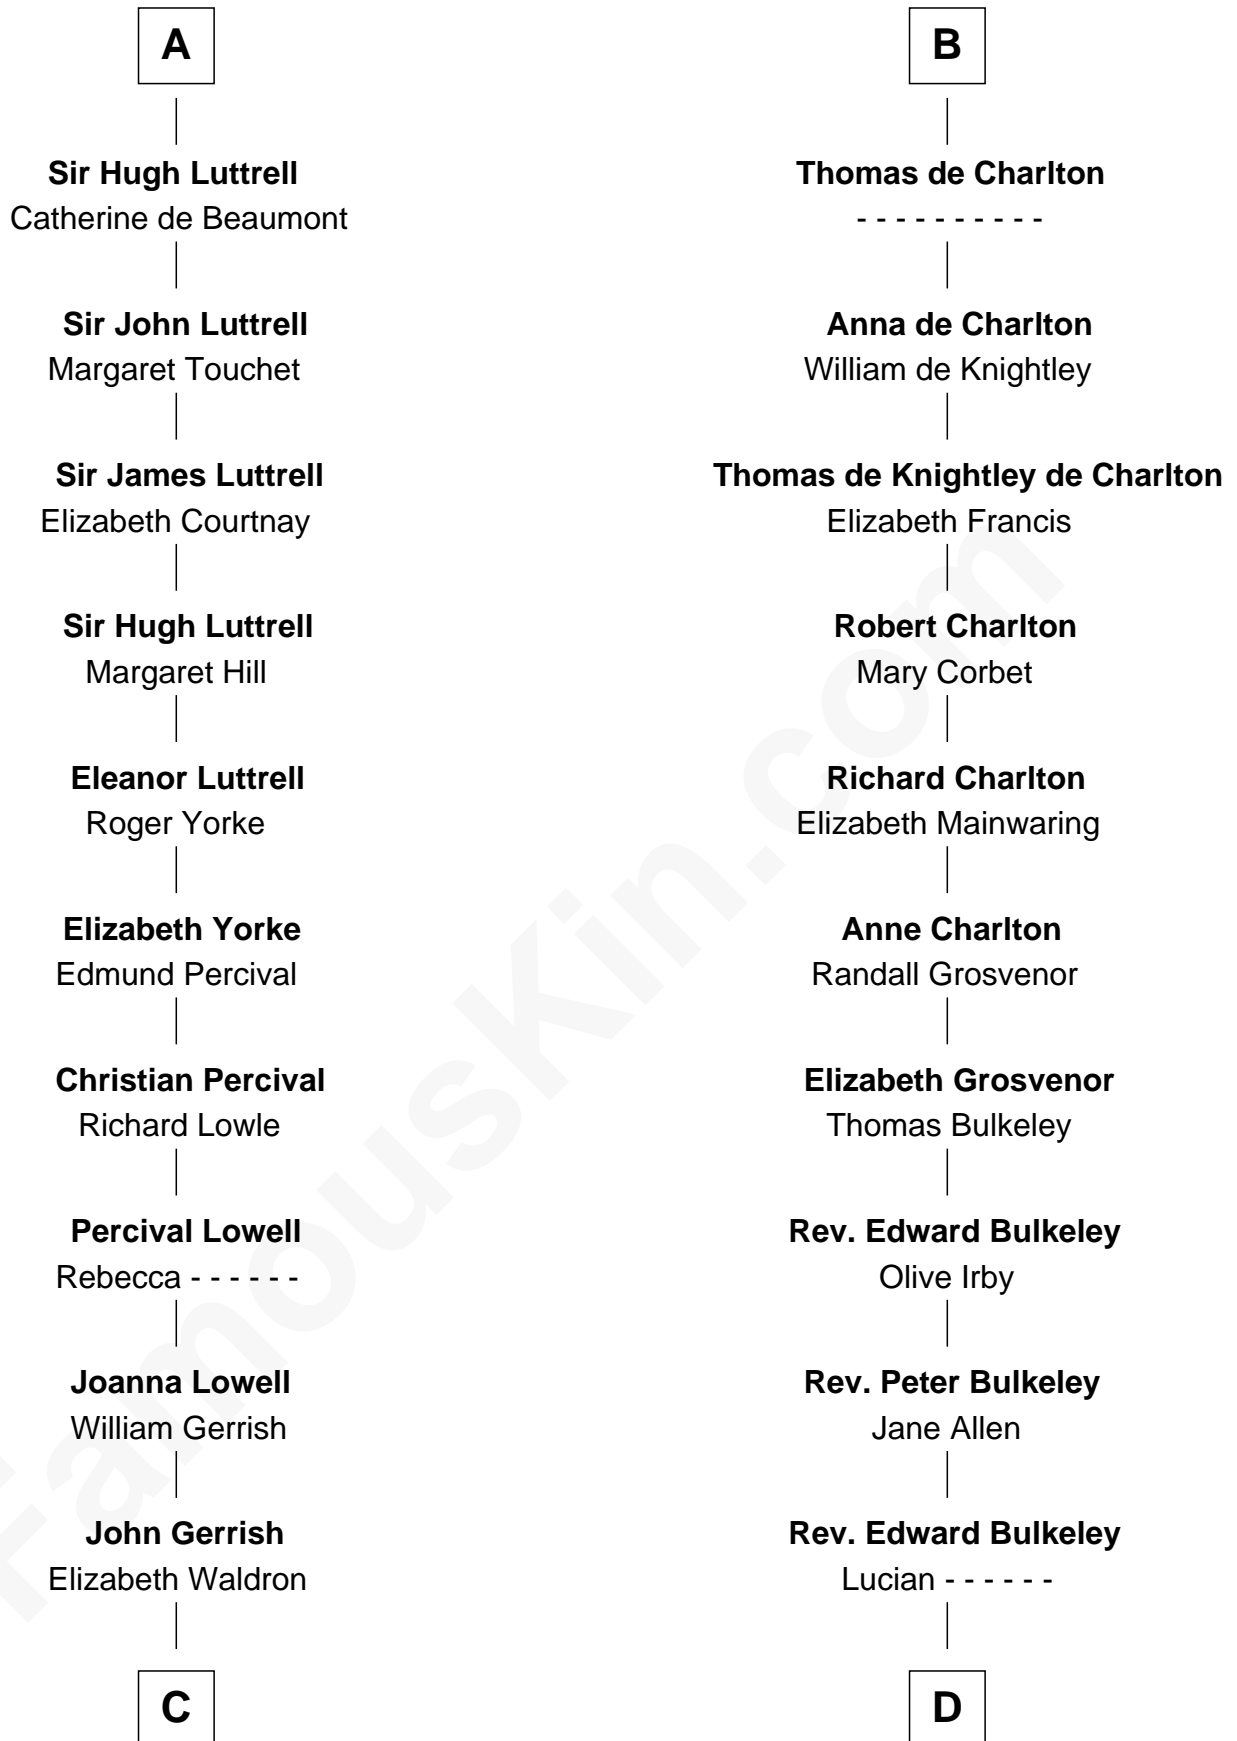 A
Sir Hugh Luttrell
Catherine de Beaumont
Sir John Luttrell
Margaret Touchet
Sir James Luttrell
Elizabeth Courtnay
Sir Hugh Luttrell
Margaret Hill
Eleanor Luttrell
Roger Yorke
Elizabeth Yorke
Edmund Percival
Christian Percival
Richard Lowle
Percival Lowell
Rebecca - - - - - -
Joanna Lowell
William Gerrish
John Gerrish
Elizabeth Waldron
C
B
Thomas de Charlton
- - - - - - - - - -
Anna de Charlton
William de Knightley
Thomas de Knightley de Charlton
Elizabeth Francis
Robert Charlton
Mary Corbet
Richard Charlton
Elizabeth Mainwaring
Anne Charlton
Randall Grosvenor
Elizabeth Grosvenor
Thomas Bulkeley
Rev. Edward Bulkeley
Olive Irby
Rev. Peter Bulkeley
Jane Allen
Rev. Edward Bulkeley
Lucian - - - - - -
D
FamousKin.com